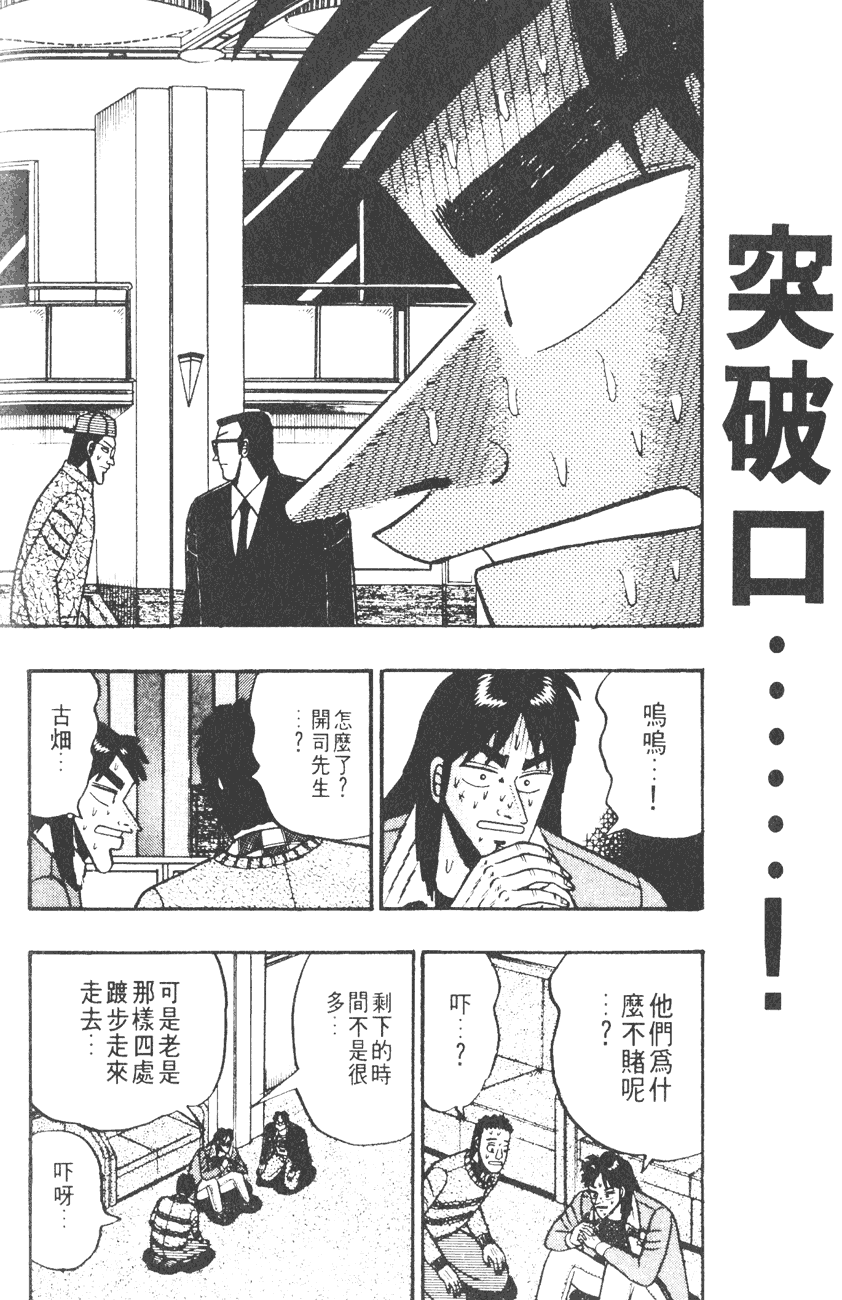 突破口……！
嗚嗚…！
怎麼了？
開司先生
…？
古畑…
他們爲什
麼不賭呢
…？
吓…？
剩下的時
間不是很
多…
可是老是
那樣四處
踱步走來
走去…
吓呀…